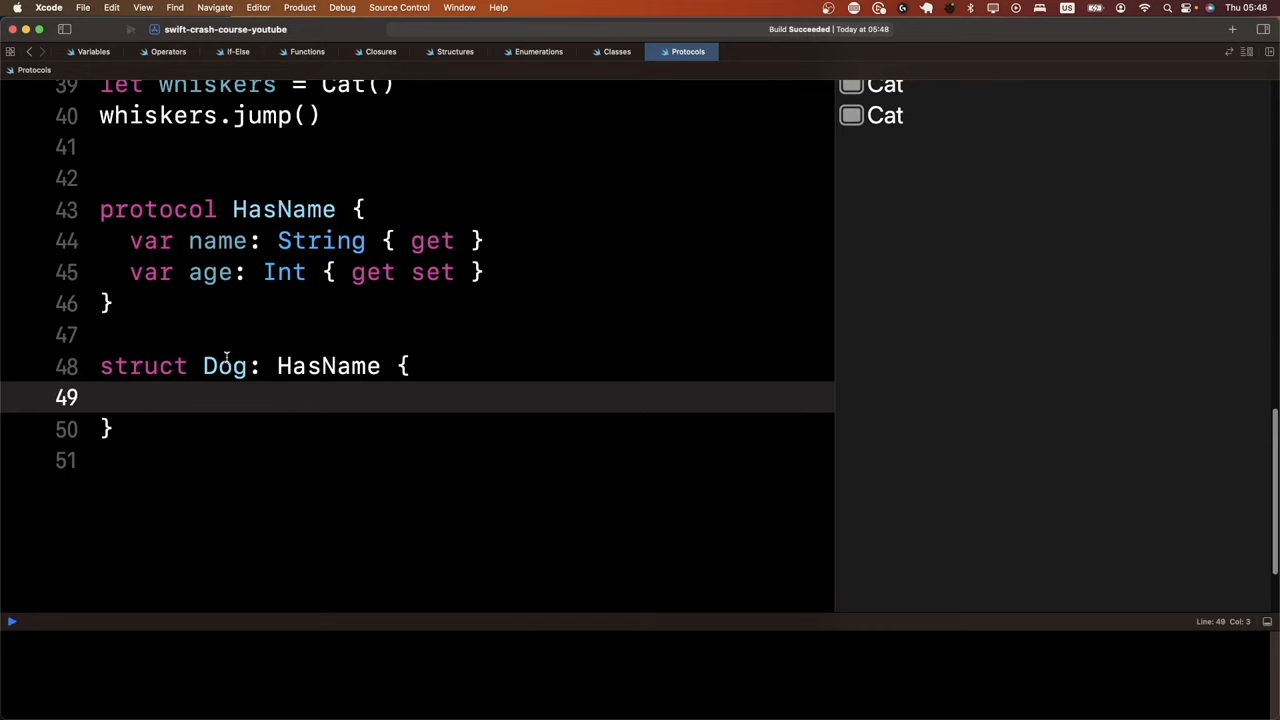 Xcode File Edit View Find Navigate Editor Product Debug Source Control Window Help US Thu 05:48
swift-crash-course-youtube Build Succeeded | Today at 05:48
Variables Operators If-Else Functions Closures Structures Enumerations Classes Protocols
Protocols
39 let whiskers = Cat() Cat
40 whiskers.jump() Cat
41
42
43 protocol HasName {
44 var name: String { get }
45 var age: Int { get set }
46 }
47
48 struct Dog: HasName {
49
50 }
51
Line: 49 Col: 3